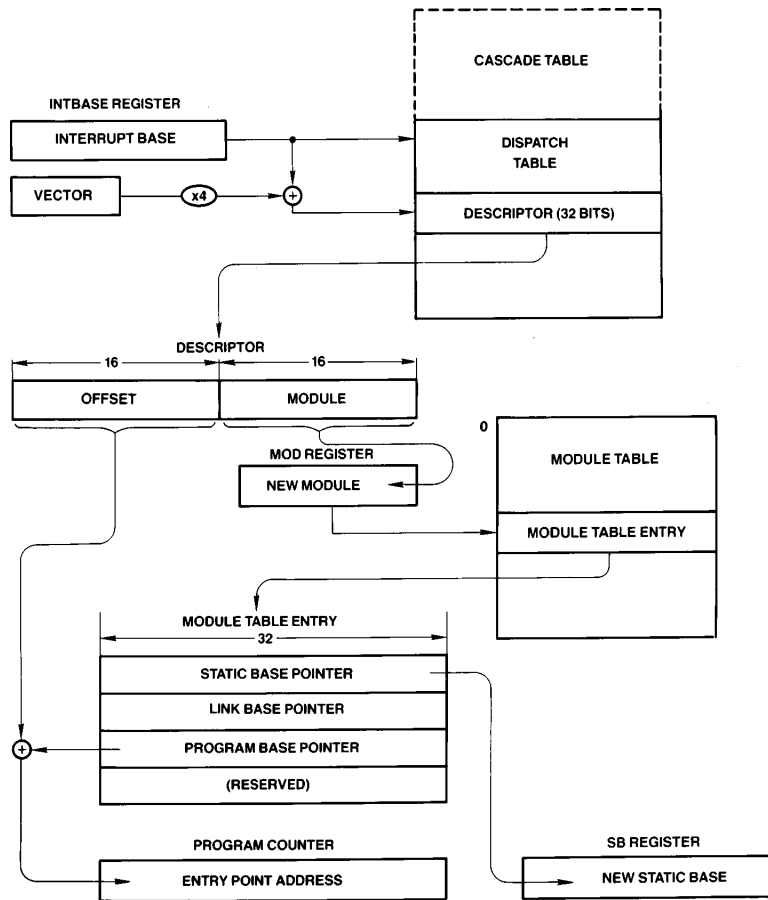 CASCADE TABLE
INTBASE REGISTER
INTERRUPT BASE
DISPATCH
TABLE
VECTOR
x4
+
DESCRIPTOR (32 BITS)
DESCRIPTOR
16
16
OFFSET
MODULE
0
MOD REGISTER
MODULE TABLE
NEW MODULE
MODULE TABLE ENTRY
MODULE TABLE ENTRY
32
STATIC BASE POINTER
LINK BASE POINTER
+
PROGRAM BASE POINTER
(RESERVED)
PROGRAM COUNTER
SB REGISTER
ENTRY POINT ADDRESS
NEW STATIC BASE